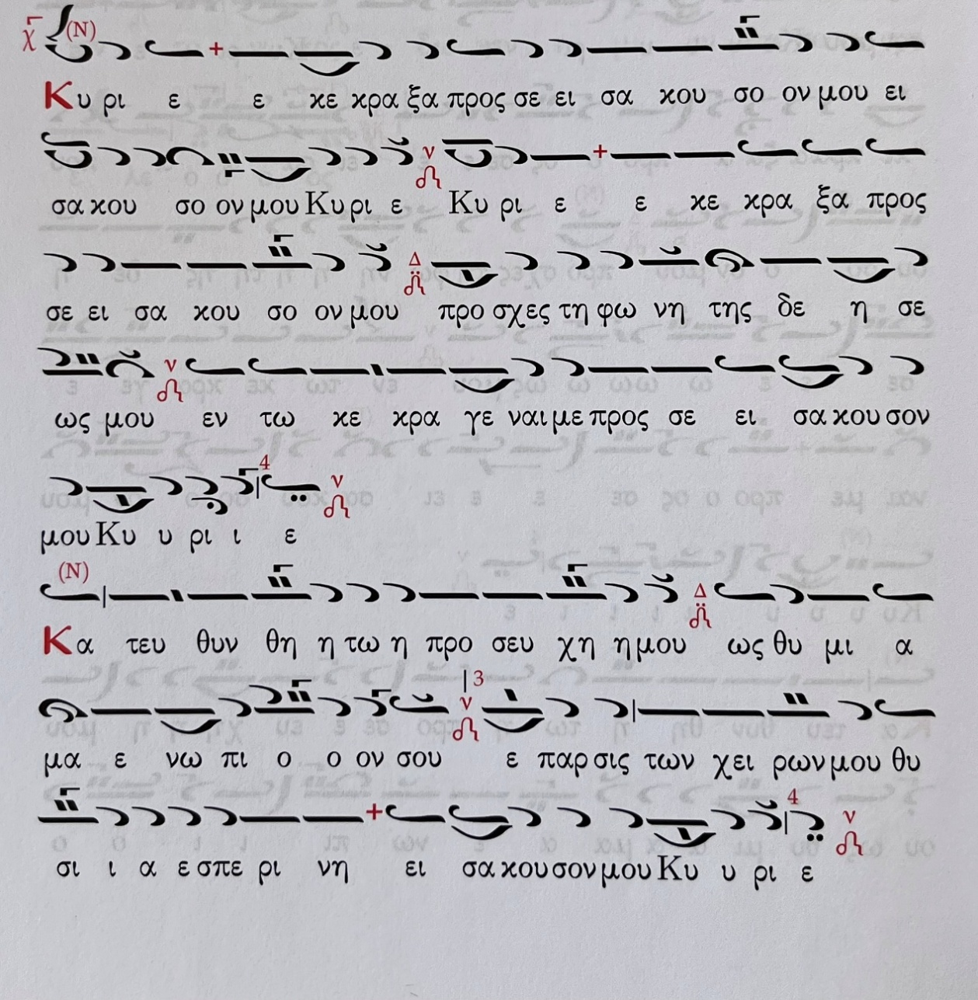 χ (Ν)
Κυ ρι ε ε κε κρα ξα προς σε ει σα κου σο ον μου ει
ν
σα κου σο ον μου Κυ ρι ε Κυ ρι ε ε κε κρα ξα προς
Δ
σε ει σα κου σο ον μου προ σχες τη φω νη της δε η σε
ν
ως μου εν τω κε κρα γε ναι με προς σε ει σα κου σον
4 ν
μου Κυ υ ρι ι ε
(Ν) Δ
Κα τευ θυν θη η τω η προ σευ χη η μου ως θυ μι α
3 ν
μα ε νω πι ο ο ον σου ε παρ σις των χει ρων μου θυ
4 ν
σι ι α ε σπε ρι νη ει σα κου σον μου Κυ υ ρι ε